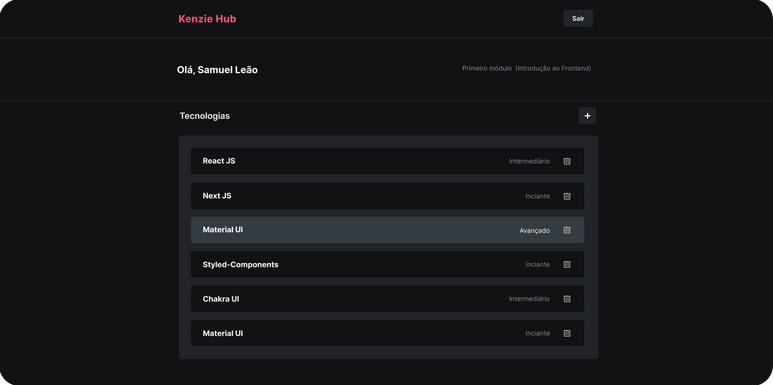 Kenzie Hub
Sair
Olá, Samuel Leão
Primeiro módulo (Introdução ao Frontend)
Tecnologias
+
React JS Intermediário
Next JS Inciante
Material UI Avançado
Styled-Components Inciante
Chakra UI Intermediário
Material UI Inciante